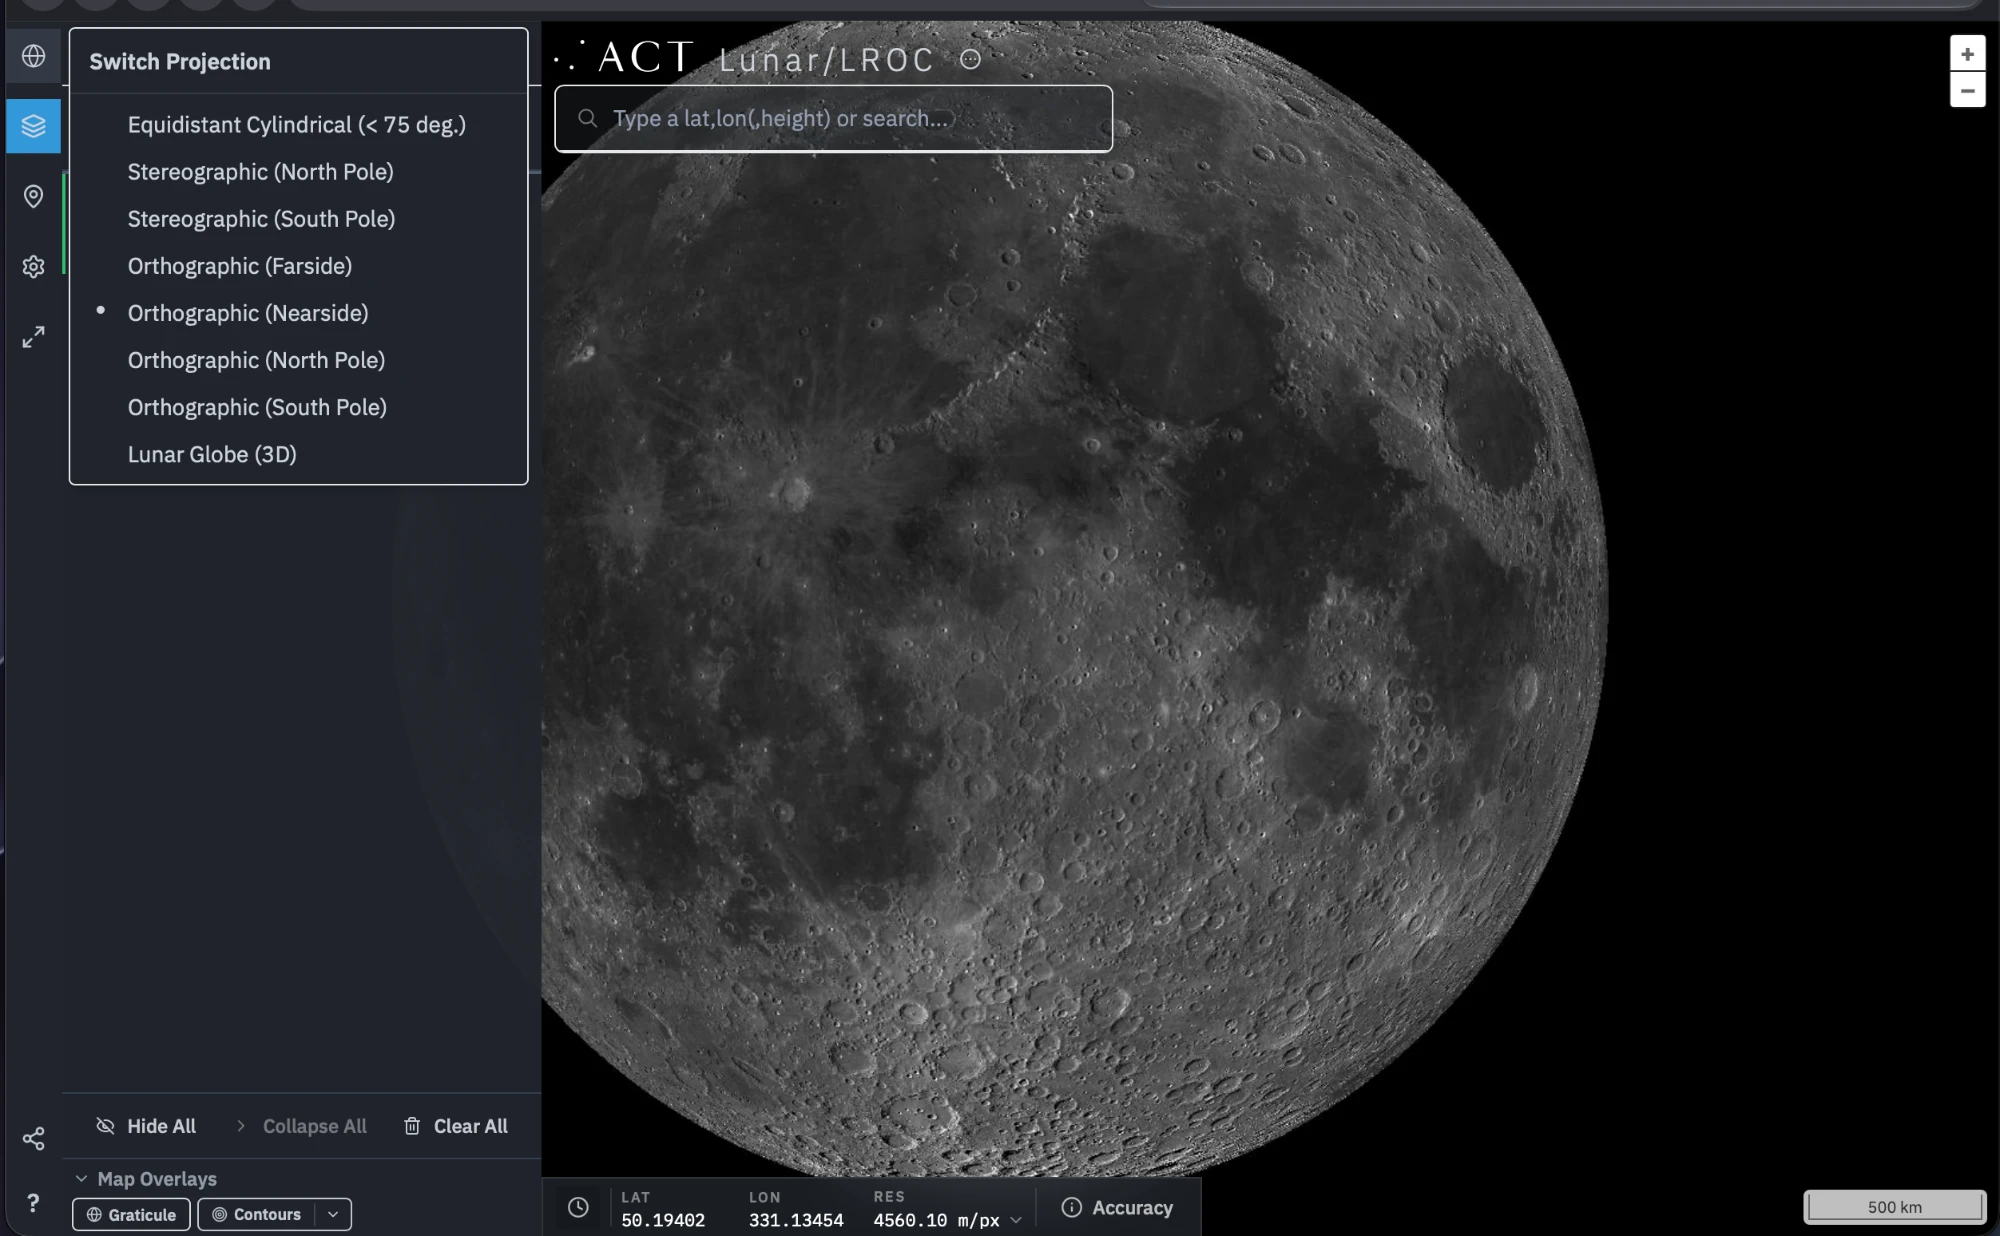 Switch Projection
Equidistant Cylindrical (< 75 deg.)
Stereographic (North Pole)
Stereographic (South Pole)
Orthographic (Farside)
• Orthographic (Nearside)
Orthographic (North Pole)
Orthographic (South Pole)
Lunar Globe (3D)
ACT Lunar/LROC
Type a lat,lon(,height) or search...
+
−
Hide All
Collapse All
Clear All
Map Overlays
Graticule
Contours
?
LAT
50.19402
LON
331.13454
RES
4560.10 m/px
Accuracy
500 km